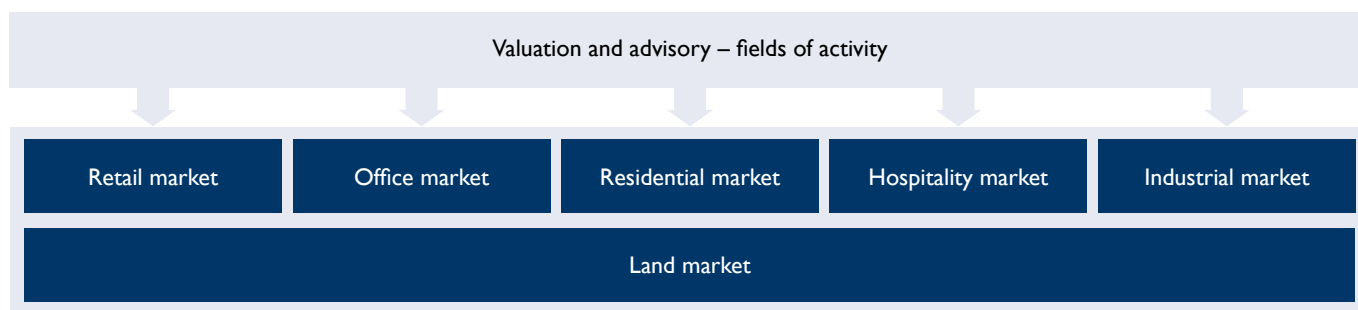 Valuation and advisory – fields of activity
Retail market
Office market
Residential market
Hospitality market
Industrial market
Land market